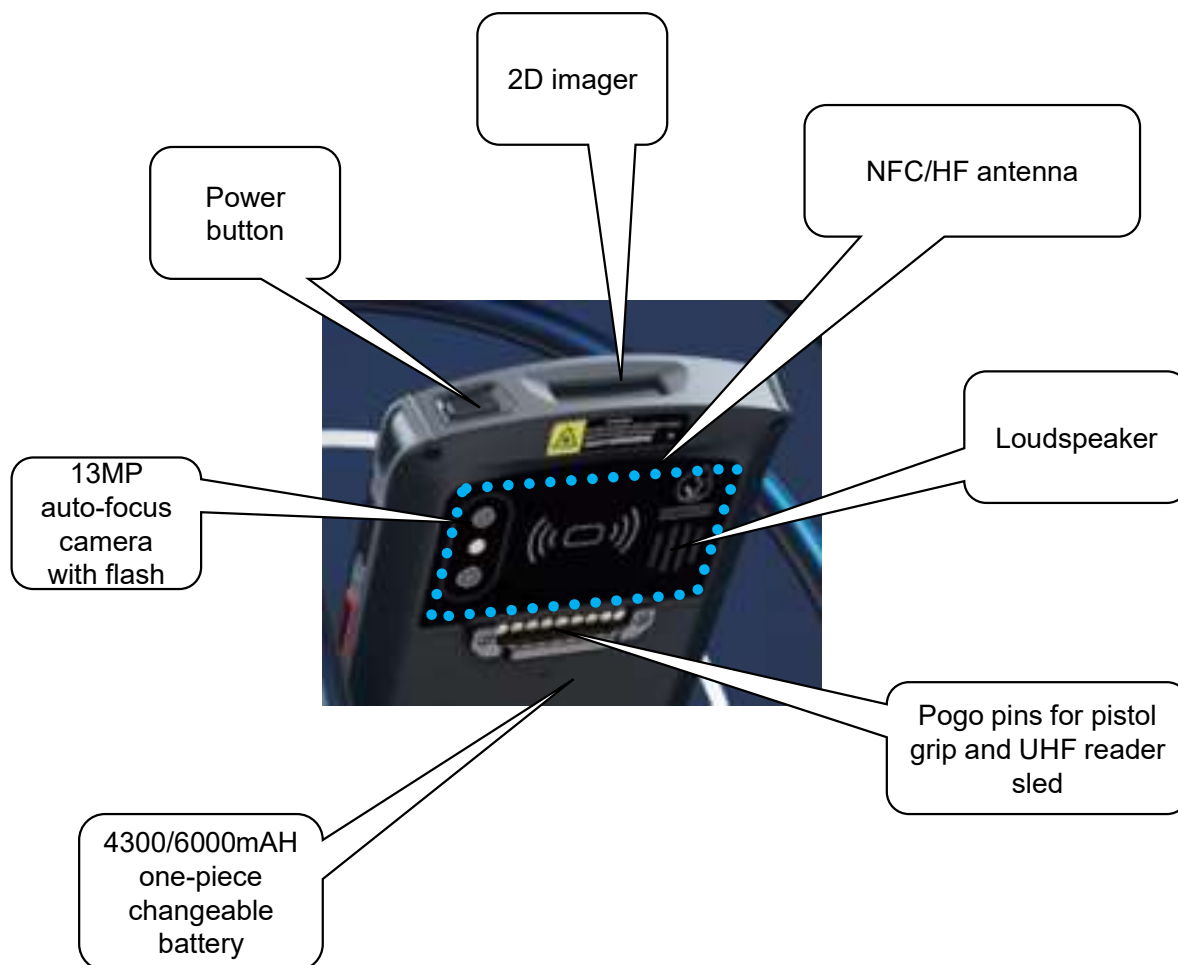 2D imager
NFC/HF antenna
Power
button
Loudspeaker
13MP
auto-focus
camera
with flash
Pogo pins for pistol
grip and UHF reader
sled
4300/6000mAH
one-piece
changeable
battery